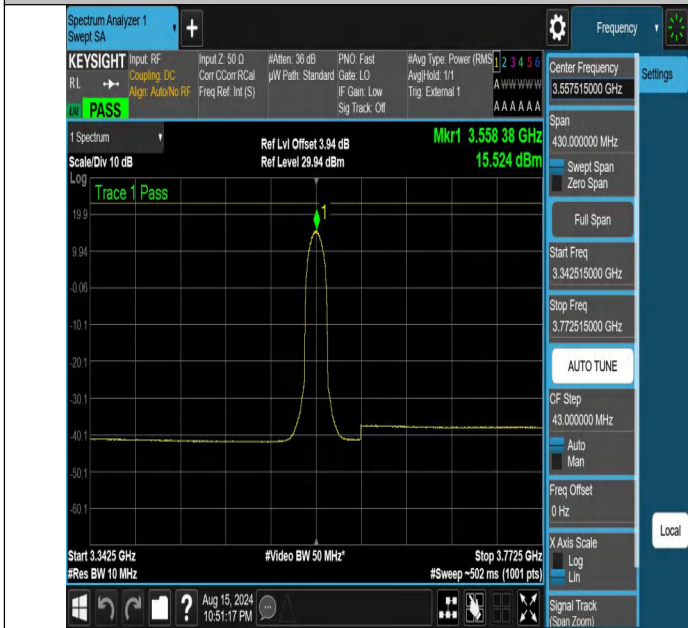 Spectrum Analyzer 1
Swept SA
Frequency
KEYSIGHT
RL
PASS
Input: RF
Coupling: DC
Align: Auto/No RF
Input Z: 50 Ω
Corr CCorr RCal
Freq Ref: Int (S)
#Atten: 36 dB
µW Path: Standard
PNO: Fast
Gate: LO
IF Gain: Low
Sig Track: Off
#Avg Type: Power (RMS
Avg|Hold: 1/1
Trig: External 1
1 2 3 4 5 6
A W W W W W
A A A A A A
1 Spectrum
Scale/Div 10 dB
Ref Lvl Offset 3.94 dB
Ref Level 29.94 dBm
Mkr1 3.558 38 GHz
15.524 dBm
Log
Trace 1 Pass
1
19.9
9.94
-0.06
-10.1
-20.1
-30.1
-40.1
-50.1
-60.1
Start 3.3425 GHz
#Res BW 10 MHz
#Video BW 50 MHz*
Stop 3.7725 GHz
#Sweep ~502 ms (1001 pts)
Aug 15, 2024
10:51:17 PM
Center Frequency
3.557515000 GHz
Settings
Span
430.000000 MHz
Swept Span
Zero Span
Full Span
Start Freq
3.342515000 GHz
Stop Freq
3.772515000 GHz
AUTO TUNE
CF Step
43.000000 MHz
Auto
Man
Freq Offset
0 Hz
X Axis Scale
Log
Lin
Local
Signal Track
(Span Zoom)